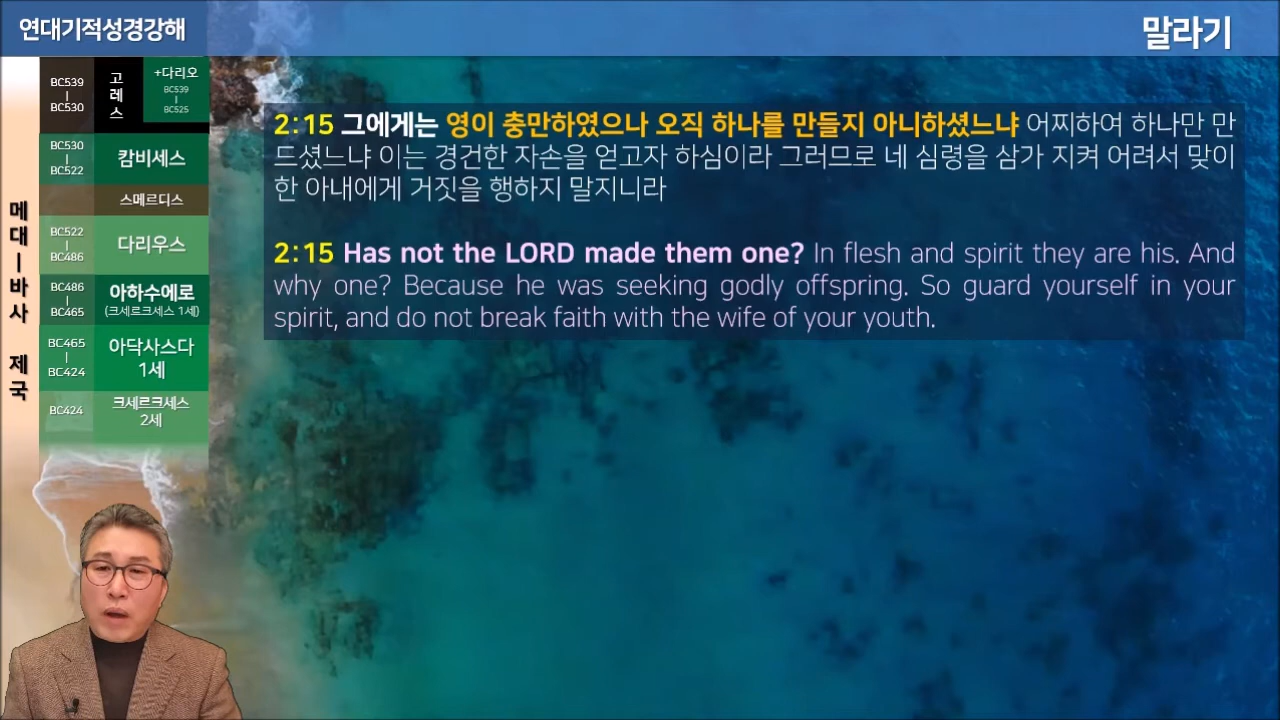 연대기적성경강해
말라기
메대-바사 제국
BC539
|
BC530
고레스
+다리오
BC539
|
BC525
BC530
|
BC522
캄비세스
스메르디스
BC522
|
BC486
다리우스
BC486
|
BC465
아하수에로
(크세르크세스 1세)
BC465
|
BC424
아닥사스다
1세
BC424
크세르크세스
2세
2:15 그에게는 영이 충만하였으나 오직 하나를 만들지 아니하셨느냐 어찌하여 하나만 만
드셨느냐 이는 경건한 자손을 얻고자 하심이라 그러므로 네 심령을 삼가 지켜 어려서 맞이
한 아내에게 거짓을 행하지 말지니라
2:15 Has not the LORD made them one? In flesh and spirit they are his. And
why one? Because he was seeking godly offspring. So guard yourself in your
spirit, and do not break faith with the wife of your youth.